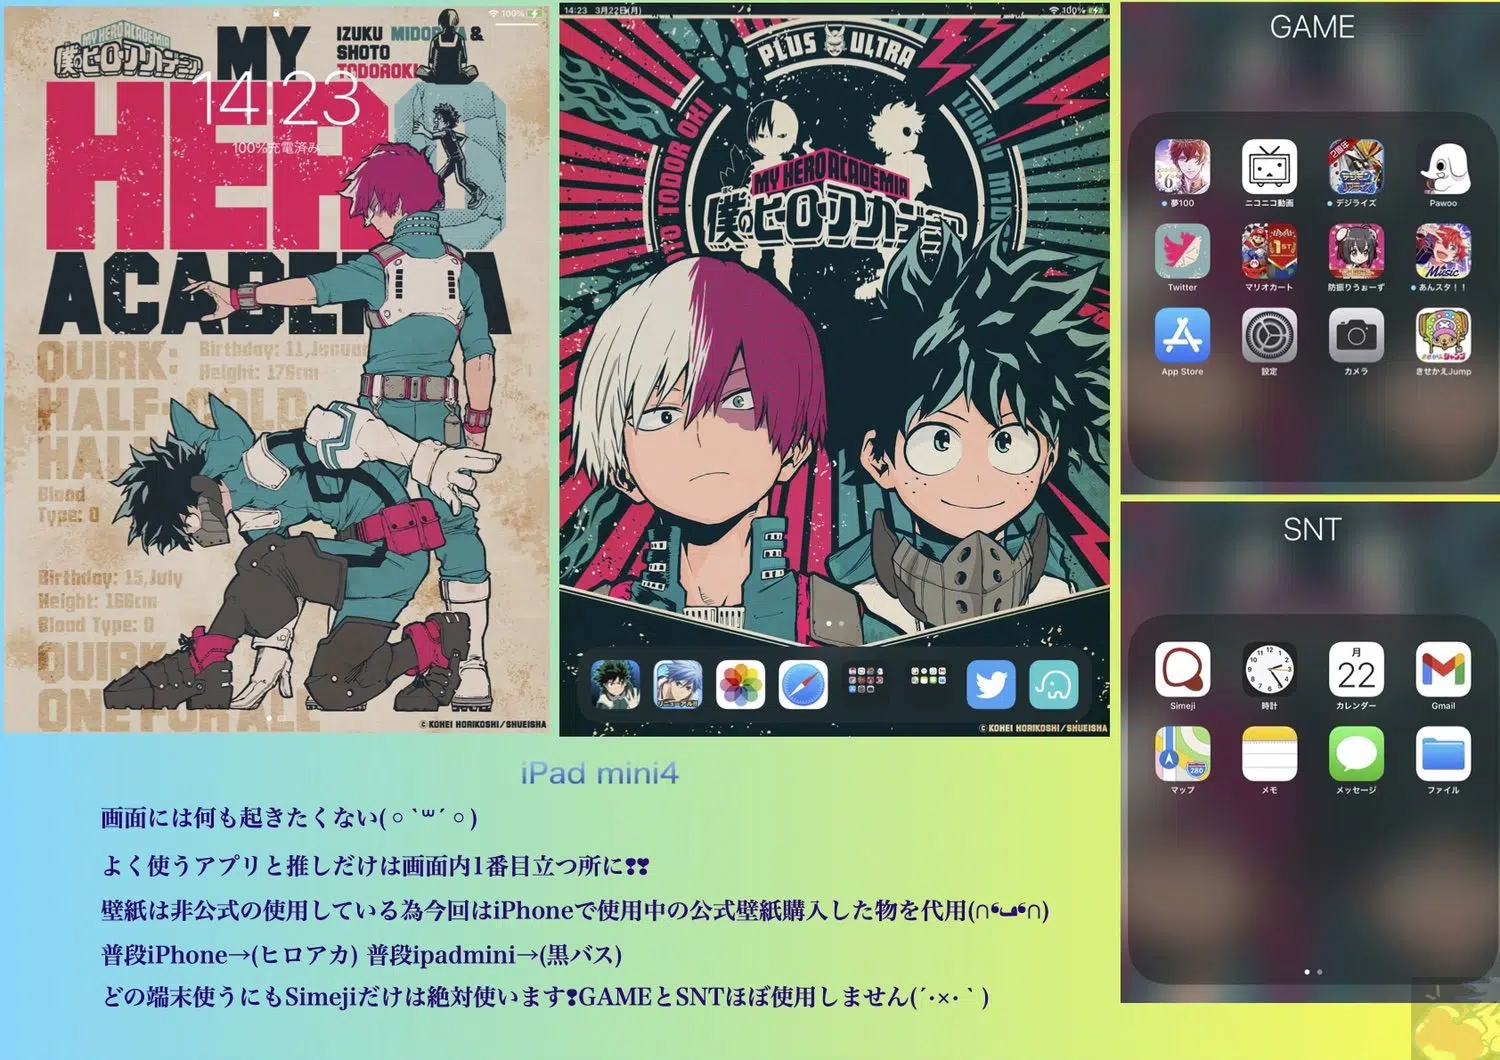 100%
僕のヒーローアカデミア
MY HERO ACADEMIA
MY
IZUKU MIDORIYA &
SHOTO
TODOROKI
HERO
14:23
100%充電済み
ACADEMIA
QUIRK:
Birthday: 11, January
Height: 176cm
HALF-COLD
HAL
Blood
Type: O
Birthday: 15, July
Height: 166cm
Blood Type: O
QUIRK
ONE FOR ALL
© KOHEI HORIKOSHI/SHUEISHA
14:23 3月22日(月)
100%
PLUS ULTRA
SHOTO TODOROKI
IZUKU MIDO
MY HERO ACADEMIA
僕のヒーローアカデミア
リニューアル!!
© KOHEI HORIKOSHI/SHUEISHA
GAME
夢100
ニコニコ動画
デジライズ
Pawoo
Twitter
マリオカート
防振りうぉーず
あんスタ！！
App Store
設定
カメラ
きせかえJump
SNT
月
22
Simeji
時計
カレンダー
Gmail
280
マップ
メモ
メッセージ
ファイル
iPad mini4
画面には何も起きたくない(○`꒳´○)
よく使うアプリと推しだけは画面内1番目立つ所に❣❣
壁紙は非公式の使用している為今回はiPhoneで使用中の公式壁紙購入した物を代用(∩❛ڡ❛∩)
普段iPhone→(ヒロアカ) 普段ipadmini→(黒バス)
どの端末使うにもSimejiだけは絶対使います❣GAMEとSNTほぼ使用しません(´·×·｀)